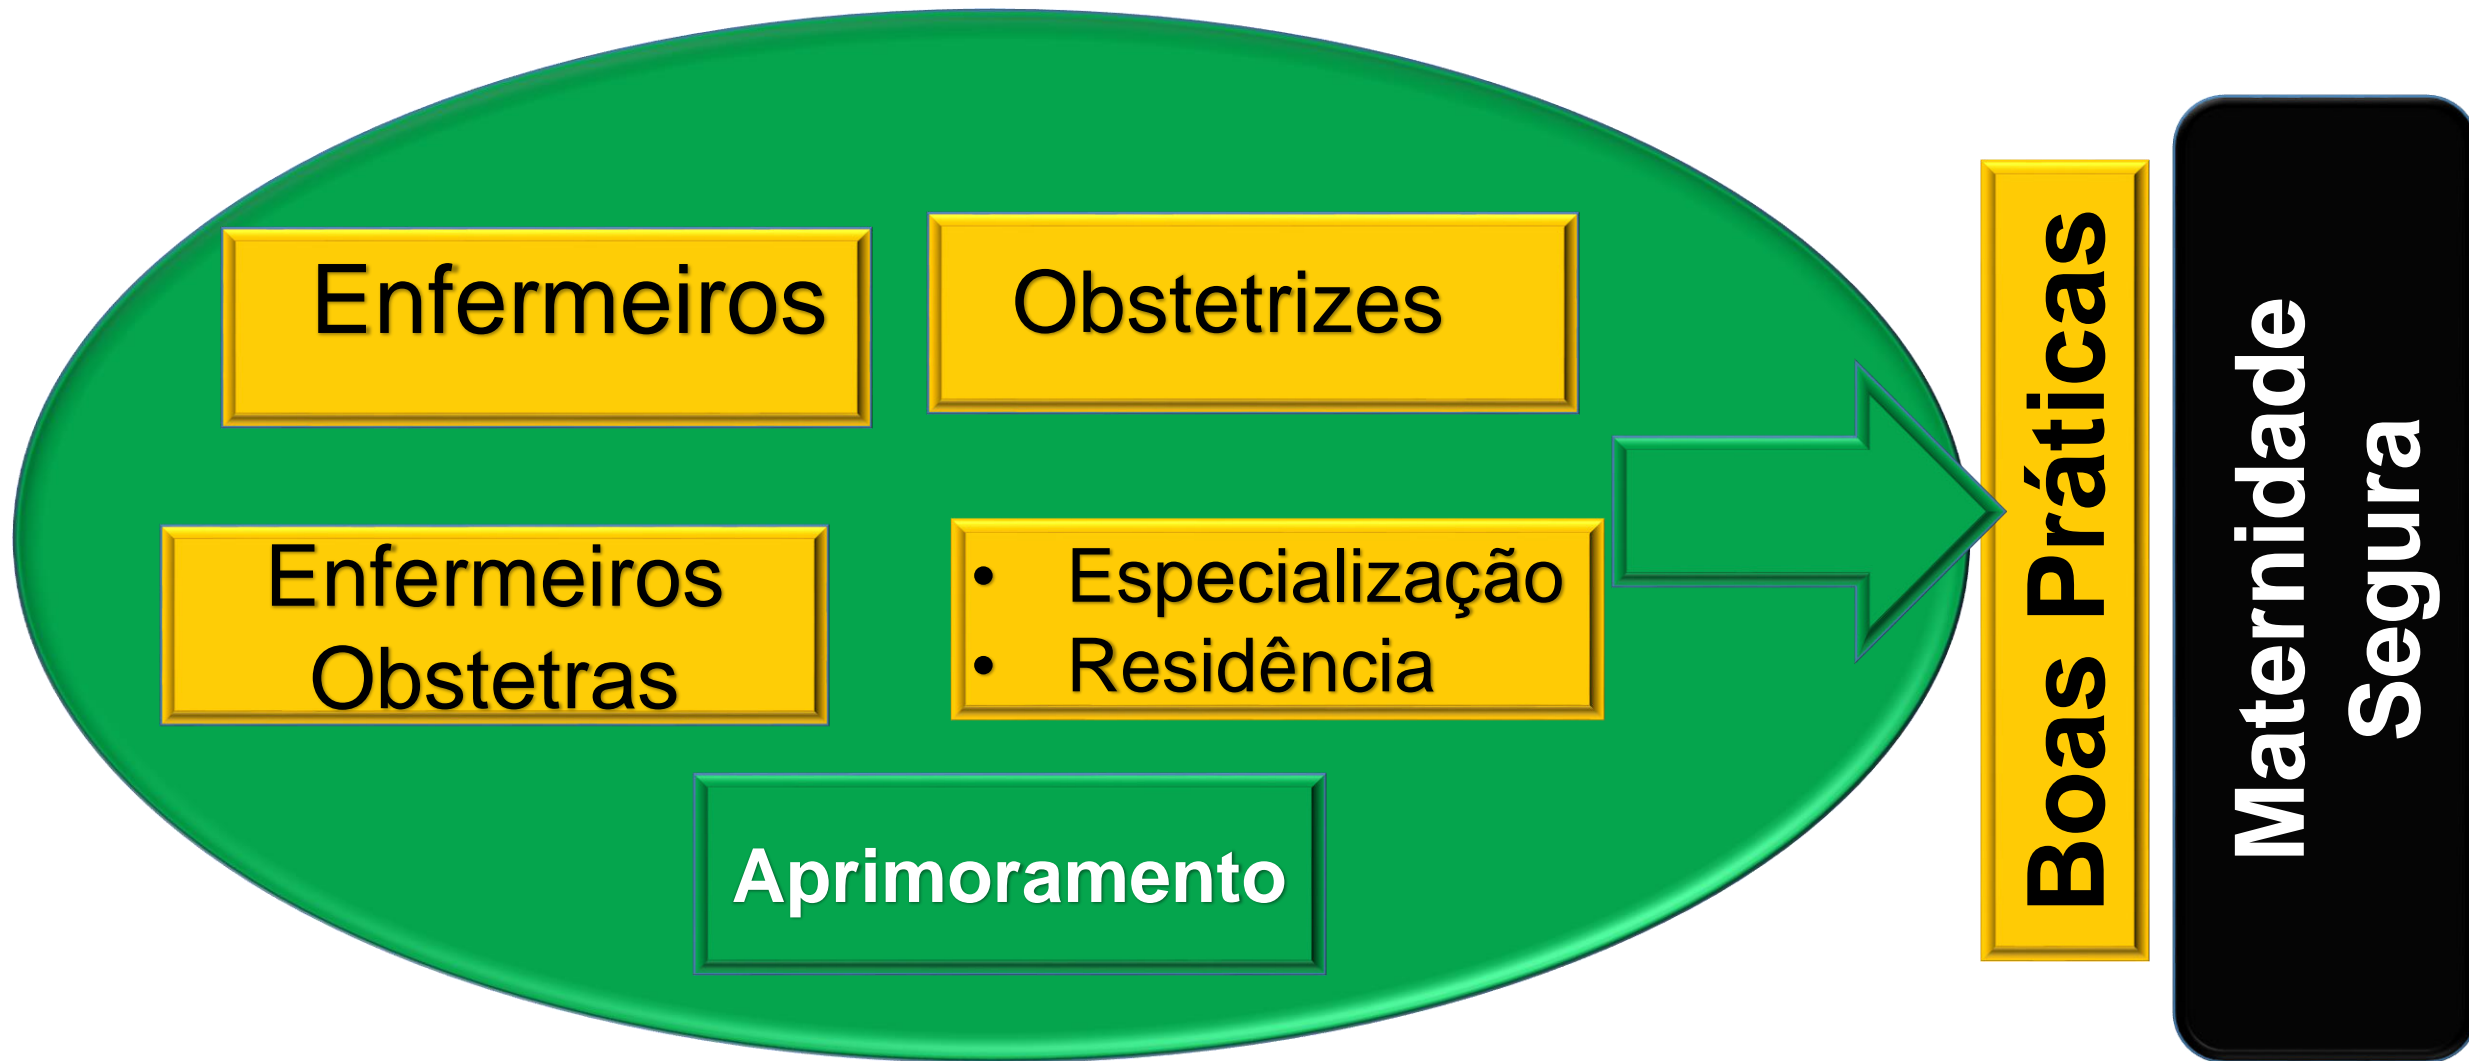 Enfermeiros
Obstetrizes
Enfermeiros
Obstetras
• Especialização
• Residência
Aprimoramento
Boas Práticas
Maternidade
Segura